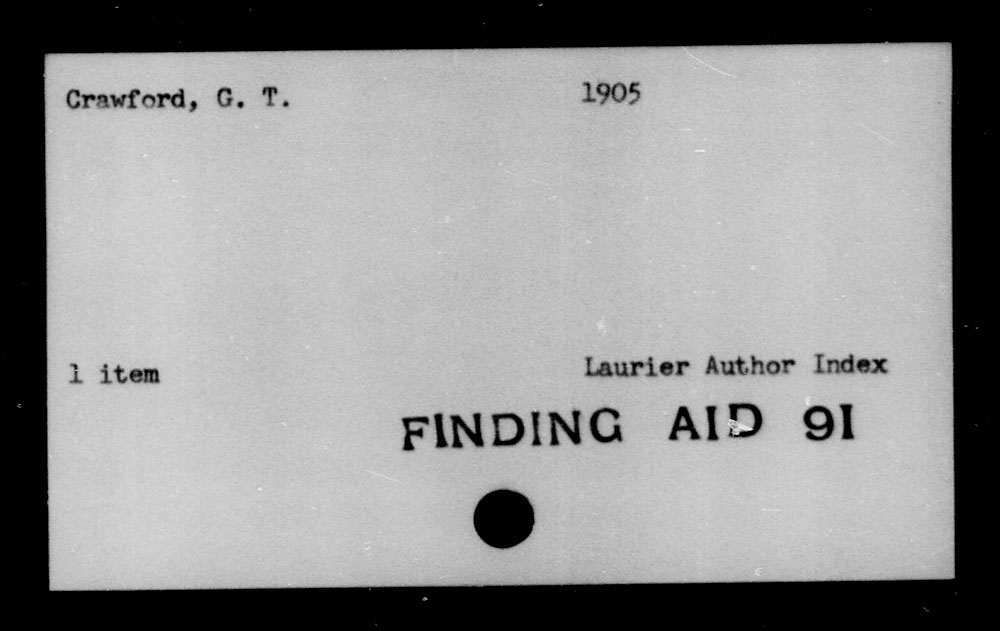 Crawford, G. T. 1905
1 item Laurier Author Index
FINDING AID 91